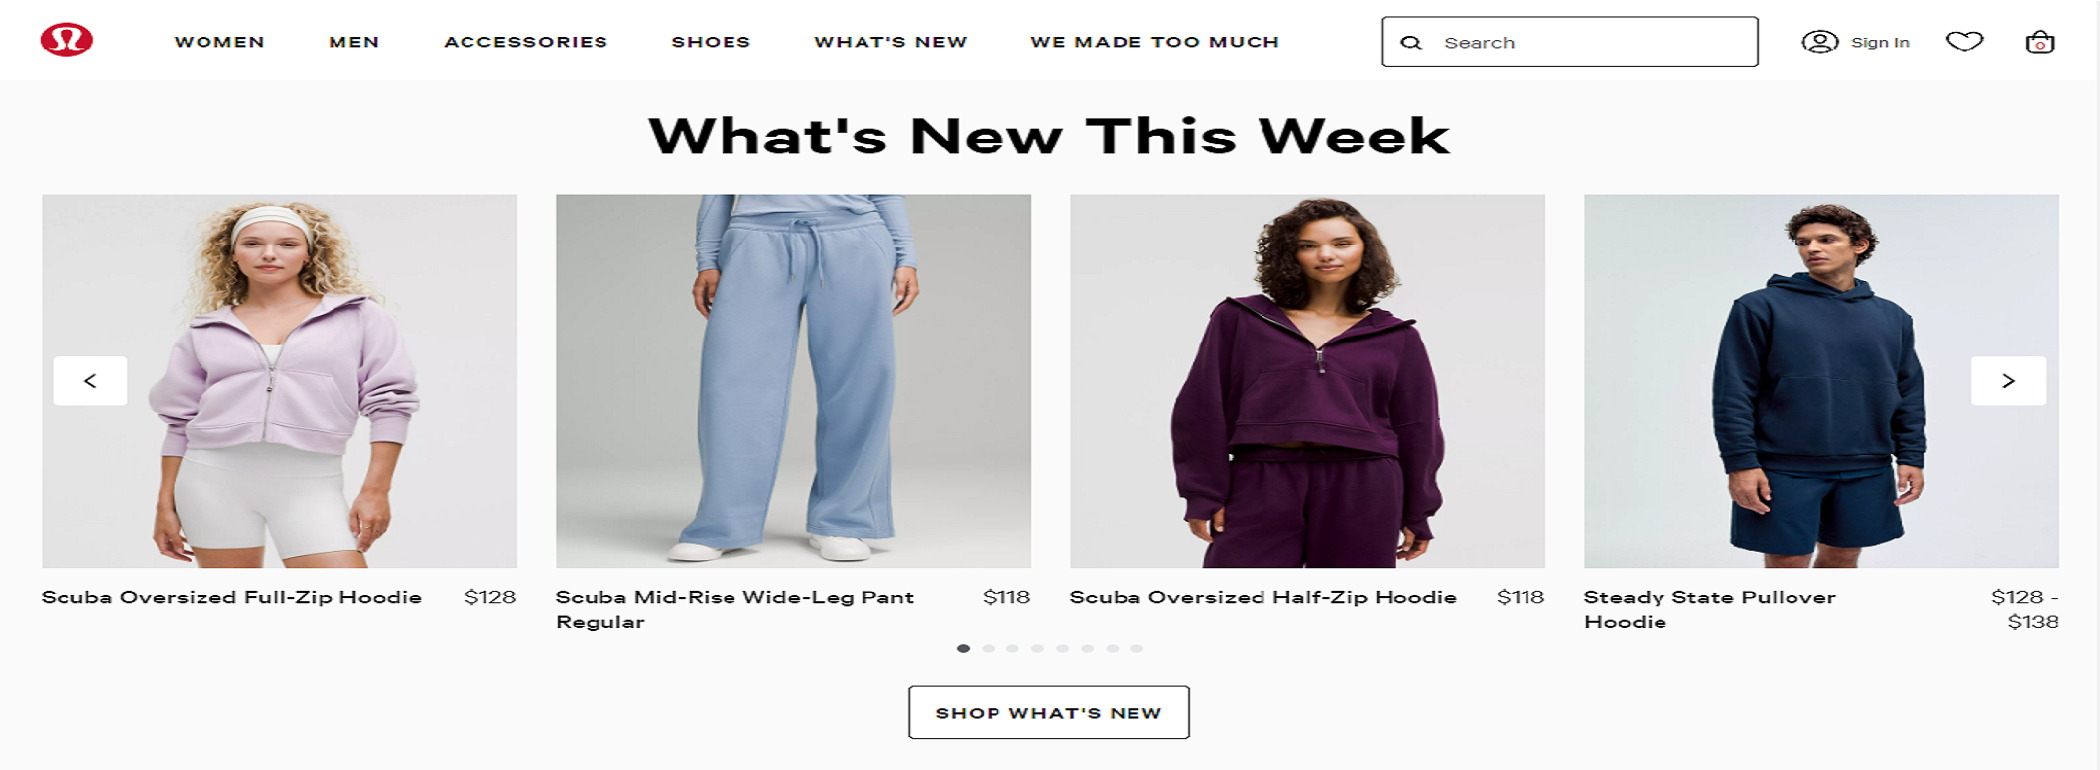 WOMEN MEN ACCESSORIES SHOES WHAT'S NEW WE MADE TOO MUCH Search Sign In 0
What's New This Week
Scuba Oversized Full-Zip Hoodie $128
Scuba Mid-Rise Wide-Leg Pant $118
Regular
Scuba Oversized Half-Zip Hoodie $118
Steady State Pullover $128 -
Hoodie $138
SHOP WHAT'S NEW